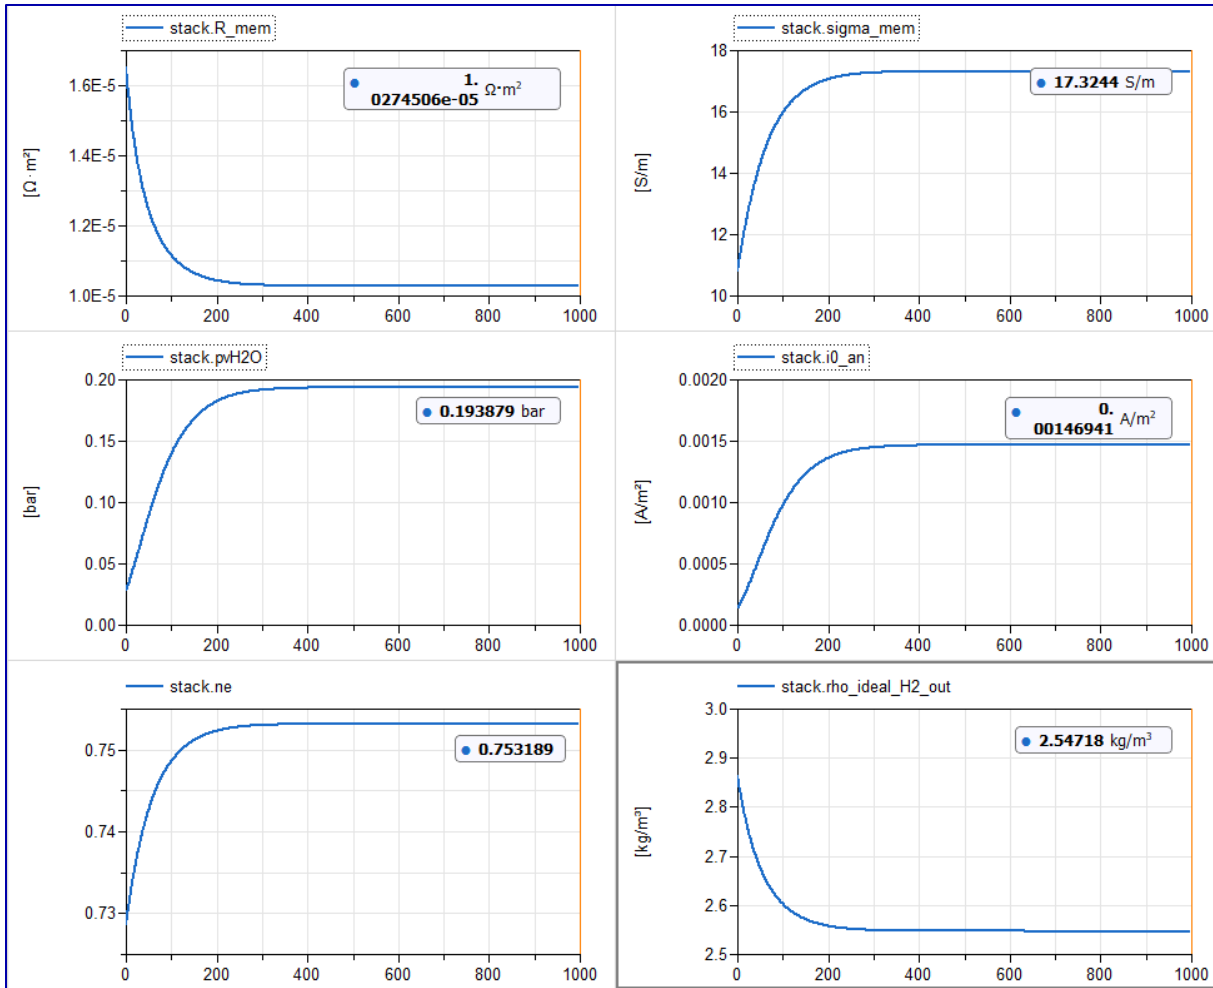 stack.R_mem
1.6E-5
1.4E-5
1.2E-5
1.0E-5
[Ω·m²]
1.
0274506e-05 Ω·m²
0 200 400 600 800 1000
stack.sigma_mem
18
16
14
12
10
[S/m]
17.3244 S/m
0 200 400 600 800 1000
stack.pvH2O
0.20
0.15
0.10
0.05
0.00
[bar]
0.193879 bar
0 200 400 600 800 1000
stack.i0_an
0.0020
0.0015
0.0010
0.0005
0.0000
[A/m²]
0.
00146941 A/m²
0 200 400 600 800 1000
stack.ne
0.75
0.74
0.73
0.753189
0 200 400 600 800 1000
stack.rho_ideal_H2_out
3.0
2.9
2.8
2.7
2.6
2.5
[kg/m³]
2.54718 kg/m³
0 200 400 600 800 1000